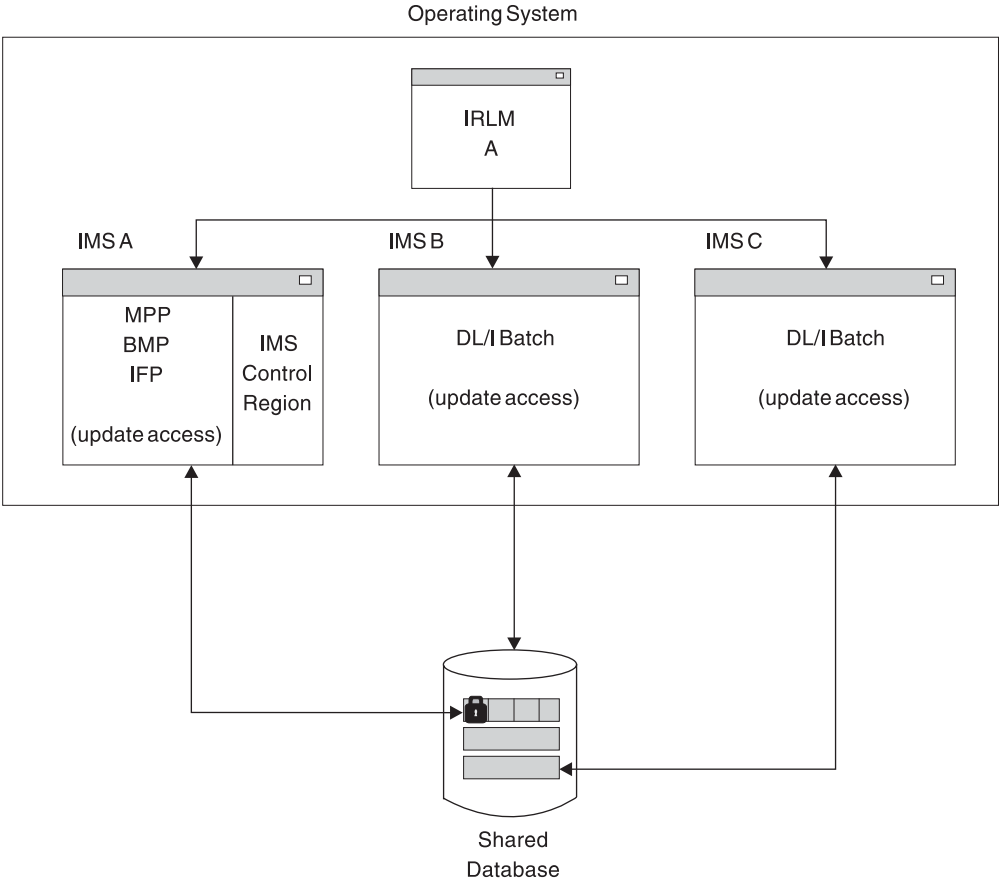 Operating System
IRLM
A
IMS A
IMS B
IMS C
MPP
BMP
IFP
(update access)
IMS
Control
Region
DL/I Batch
(update access)
DL/I Batch
(update access)
Shared
Database